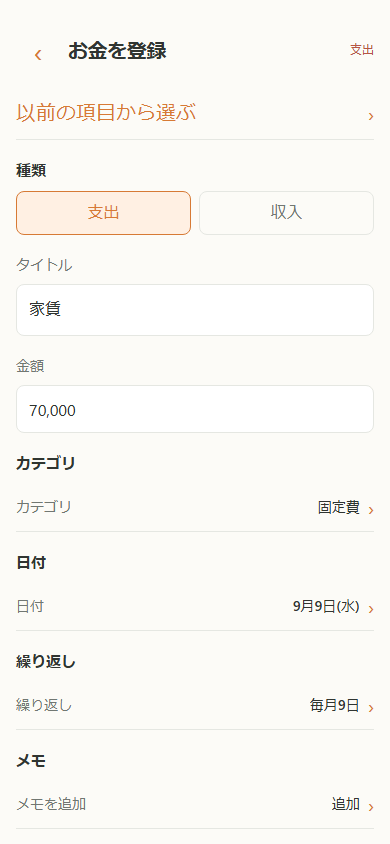 ‹ お金を登録 支出
以前の項目から選ぶ ›
種類
支出 収入
タイトル
家賃
金額
70,000
カテゴリ
カテゴリ 固定費 ›
日付
日付 9月9日(水) ›
繰り返し
繰り返し 毎月9日 ›
メモ
メモを追加 追加 ›